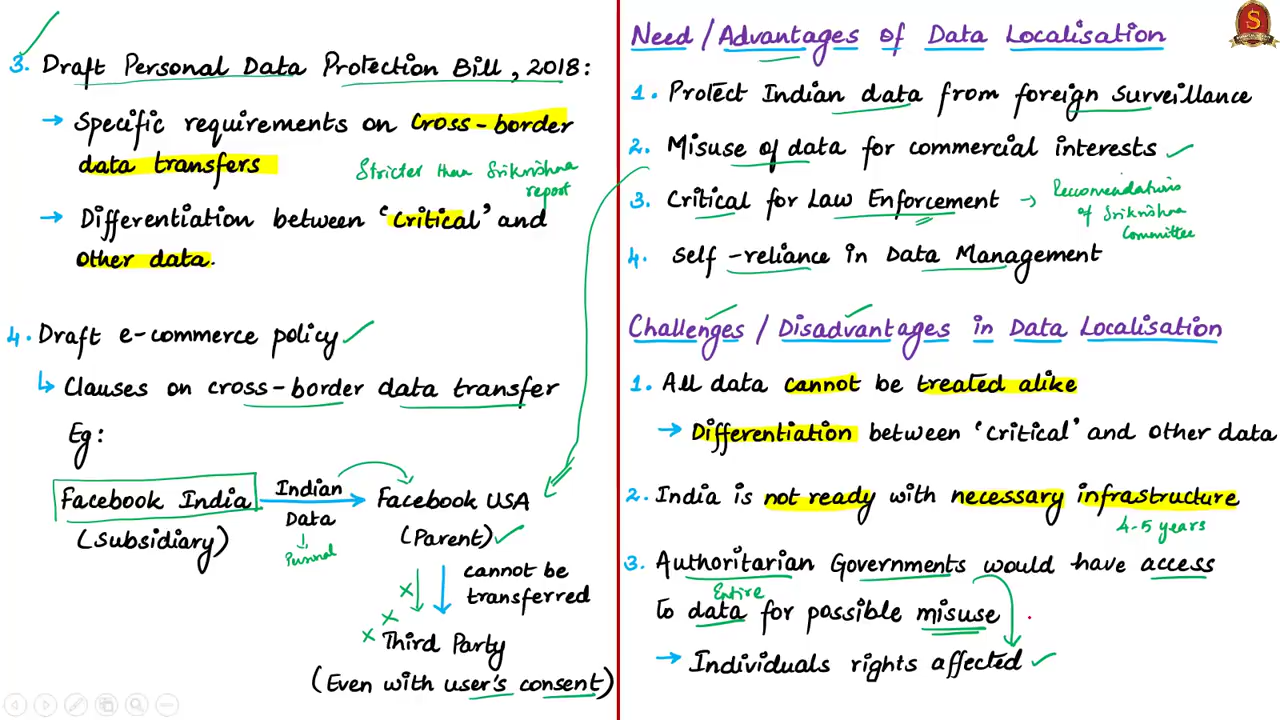 3. Draft Personal Data Protection Bill, 2018:
→ Specific requirements on cross-border
data transfers
Stricter than Srikrishna
report
→ Differentiation between 'critical' and
other data.
4. Draft e-commerce policy
↳ Clauses on cross-border data transfer
Eg:
Facebook India
(Subsidiary)
Indian
Data
Personal
Facebook USA
(Parent)
cannot be
transferred
Third Party
(Even with user's consent)
Need / Advantages of Data Localisation
1. Protect Indian data from foreign surveillance
2. Misuse of data for commercial interests
3. Critical for Law Enforcement → Recomendations
of Srikrishna
Committee
4. Self-reliance in Data Management
Challenges / Disadvantages in Data Localisation
1. All data cannot be treated alike
→ Differentiation between 'critical' and other data
2. India is not ready with necessary infrastructure
4-5 years
3. Authoritarian Governments would have access
Entire
to data for possible misuse
→ Individuals rights affected
S